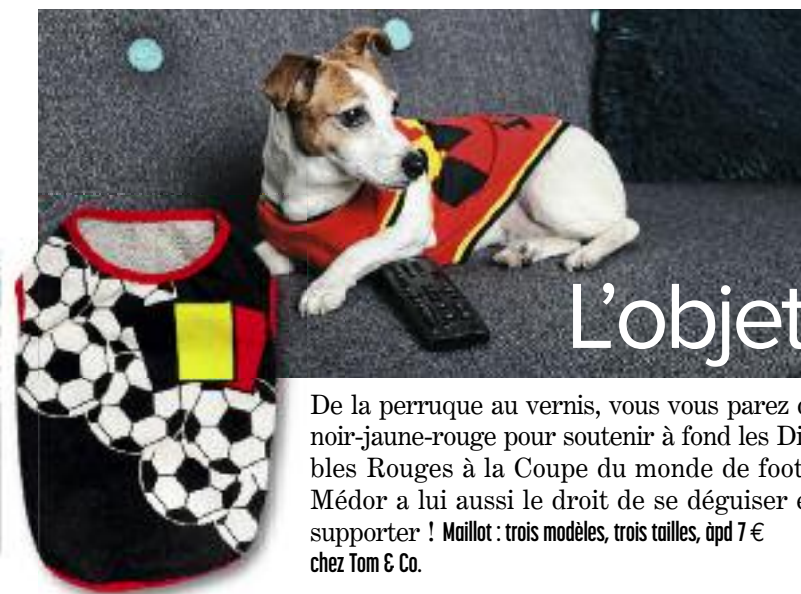 L’objet
De la perruque au vernis, vous vous parez
noir-jaune-rouge pour soutenir à fond les Dia
bles Rouges à la Coupe du monde de foot
Médor a lui aussi le droit de se déguiser
supporter ! Maillot : trois modèles, trois tailles, àpd 7 €
chez Tom & Co.